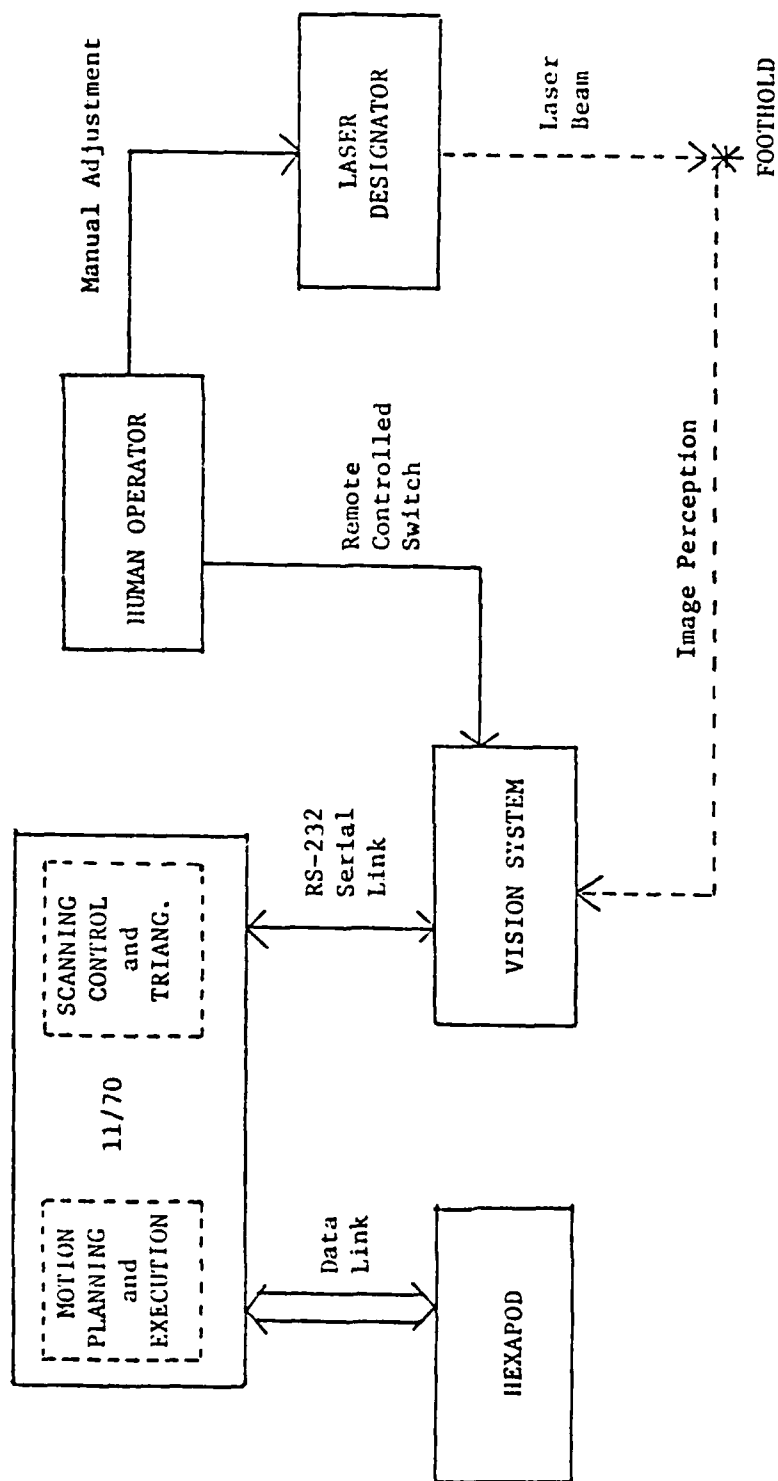 MOTION
PLANNING
and
EXECUTION
11/70
SCANNING
CONTROL
and
TRIANG.
HUMAN OPERATOR
Manual Adjustment
LASER
DESIGNATOR
Data
Link
RS-232
Serial
Link
Remote
Controlled
Switch
Laser
Beam
HEXAPOD
VISION SYSTEM
Image Perception
FOOTHOLD